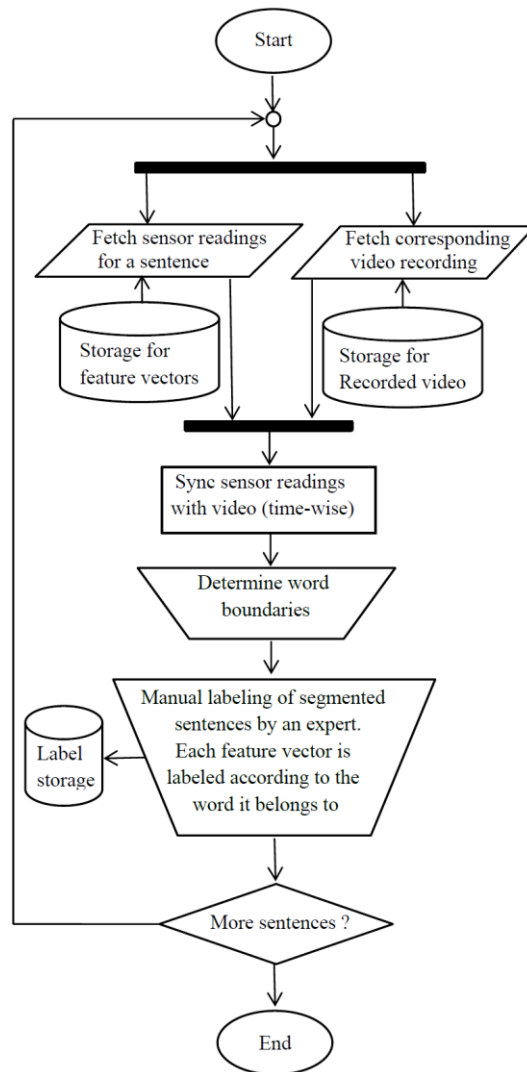 Start
Fetch sensor readings
for a sentence
Fetch corresponding
video recording
Storage for
feature vectors
Storage for
Recorded video
Sync sensor readings
with video (time-wise)
Determine word
boundaries
Manual labeling of segmented
sentences by an expert.
Each feature vector is
labeled according to the
word it belongs to
Label
storage
More sentences ?
End